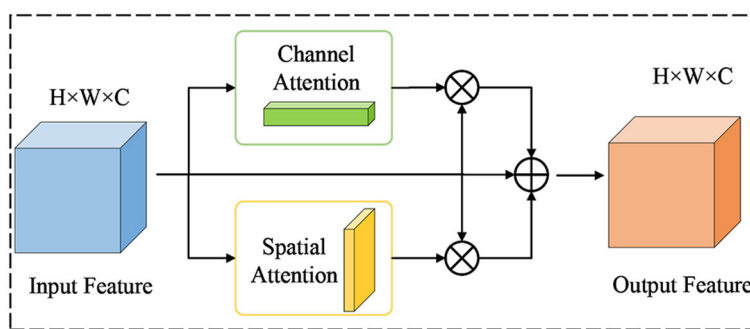 H×W×C
Input Feature
Channel
Attention
Spatial
Attention
H×W×C
Output Feature